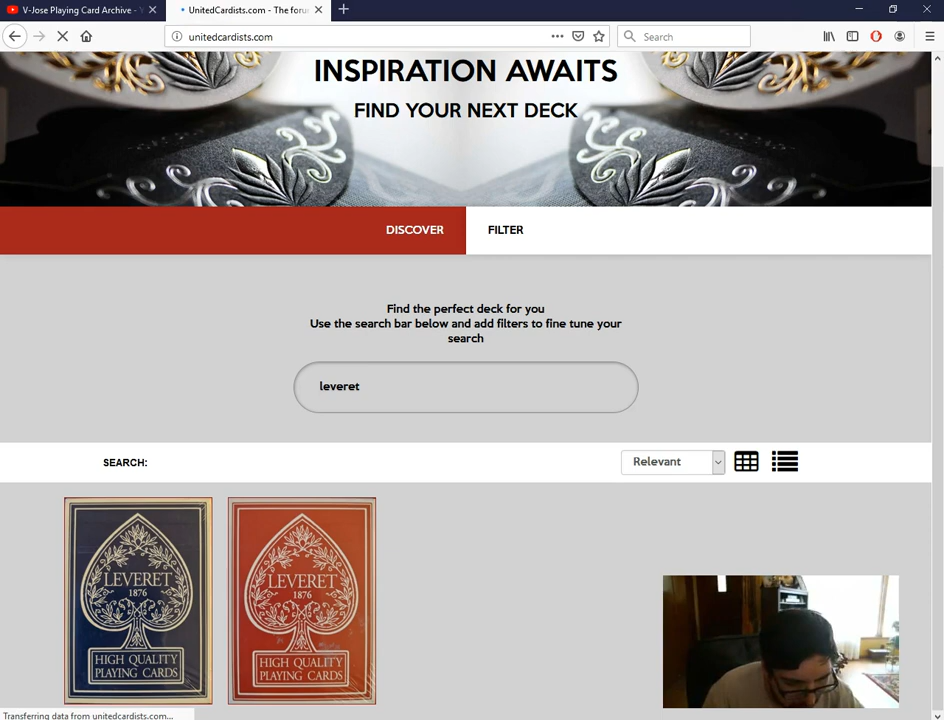 V-Jose Playing Card Archive - Y
UnitedCardists.com - The foru
unitedcardists.com
Search
INSPIRATION AWAITS
FIND YOUR NEXT DECK
DISCOVER
FILTER
Find the perfect deck for you
Use the search bar below and add filters to fine tune your
search
leveret
SEARCH:
Relevant
LEVERET
1876
HIGH QUALITY
PLAYING CARDS
LEVERET
1876
HIGH QUALITY
PLAYING CARDS
Transferring data from unitedcardists.com...